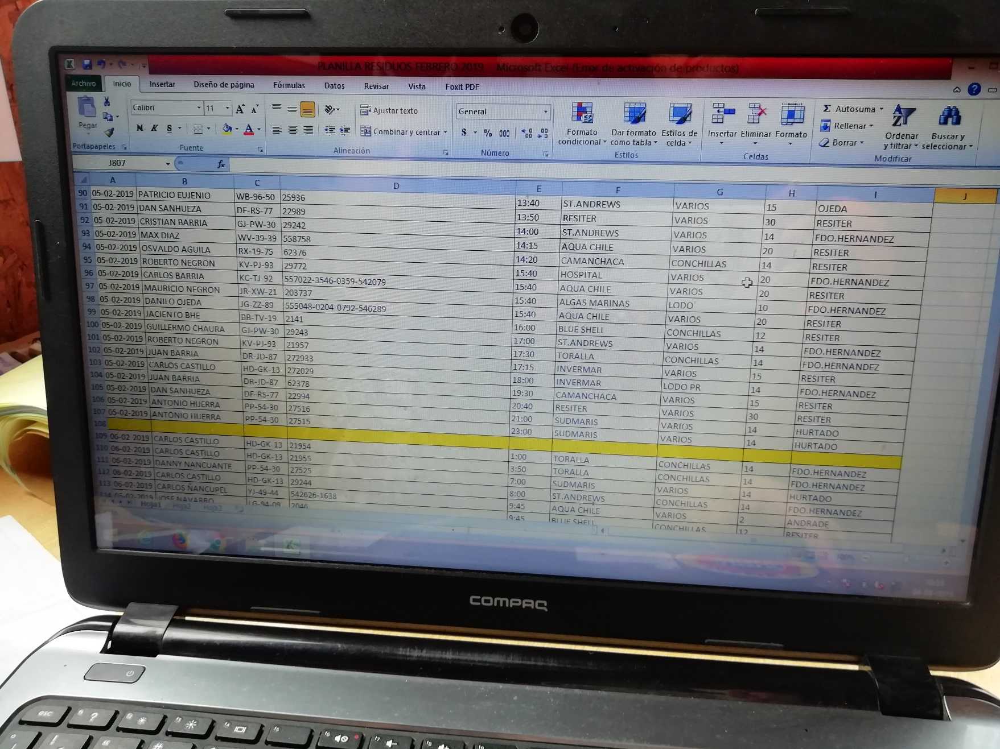 PLANILLA RESIDUOS FEBRERO 2019 Microsoft Excel (Error de activación de productos)
Archivo Inicio Insertar Diseño de página Fórmulas Datos Revisar Vista Foxit PDF
Calibri 11 Ajustar texto General Autosuma
Pegar N K S Combinar y centrar $ % 000 Formato condicional Dar formato como tabla Estilos de celda Insertar Eliminar Formato Rellenar Borrar Ordenar y filtrar Buscar y seleccionar
Portapapeles Fuente Alineación Número Estilos Celdas Modificar
J807 fx
A B C D E F G H I J
90 05-02-2019 PATRICIO EUJENIO WB-96-50 25936 13:40 ST.ANDREWS VARIOS 15 OJEDA
91 05-02-2019 DAN SANHUEZA DF-RS-77 22989 13:50 RESITER VARIOS 30 RESITER
92 05-02-2019 CRISTIAN BARRIA GJ-PW-30 29242 14:00 ST.ANDREWS VARIOS 14 FDO.HERNANDEZ
93 05-02-2019 MAX DIAZ WV-39-39 558758 14:15 AQUA CHILE VARIOS 20 RESITER
94 05-02-2019 OSVALDO AGUILA RX-19-75 62376 14:20 CAMANCHACA CONCHILLAS 14 RESITER
95 05-02-2019 ROBERTO NEGRON KV-PJ-93 29772 15:40 HOSPITAL VARIOS 20 FDO.HERNANDEZ
96 05-02-2019 CARLOS BARRIA KC-TJ-92 557022-3546-0359-542079 15:40 AQUA CHILE VARIOS 20 RESITER
97 05-02-2019 MAURICIO NEGRON JR-XW-21 203737 15:40 ALGAS MARINAS LODO 10 FDO.HERNANDEZ
98 05-02-2019 DANILO OJEDA JG-ZZ-89 555048-0204-0792-546289 15:40 AQUA CHILE VARIOS 20 RESITER
99 05-02-2019 JACIENTO BHE BB-TV-19 2141 16:00 BLUE SHELL CONCHILLAS 12 RESITER
100 05-02-2019 GUILLERMO CHAURA GJ-PW-30 29243 17:00 ST.ANDREWS VARIOS 14 FDO.HERNANDEZ
101 05-02-2019 ROBERTO NEGRON KV-PJ-93 21957 17:30 TORALLA CONCHILLAS 14 FDO.HERNANDEZ
102 05-02-2019 JUAN BARRIA DR-JD-87 272933 17:15 INVERMAR VARIOS 15 RESITER
103 05-02-2019 CARLOS CASTILLO HD-GK-13 272029 18:00 INVERMAR LODO PR 14 FDO.HERNANDEZ
104 05-02-2019 JUAN BARRIA DR-JD-87 62378 19:30 CAMANCHACA VARIOS 15 RESITER
105 05-02-2019 DAN SANHUEZA DF-RS-77 22994 20:40 RESITER VARIOS 30 RESITER
106 05-02-2019 ANTONIO HIJERRA PP-54-30 27516 21:00 SUDMARIS VARIOS 14 HURTADO
107 05-02-2019 ANTONIO HIJERRA PP-54-30 27515 23:00 SUDMARIS VARIOS 14 HURTADO
108
109 06-02 2019 CARLOS CASTILLO HD-GK-13 21954 1:00 TORALLA CONCHILLAS 14 FDO.HERNANDEZ
110 06-02-2019 CARLOS CASTILLO HD-GK-13 21955 3:50 TORALLA CONCHILLAS 14 FDO.HERNANDEZ
111 06-02-2019 DANNY NANCUANTE PP-54-30 27525 7:00 SUDMARIS VARIOS 14 HURTADO
112 06-02-2019 CARLOS CASTILLO HD-GK-13 29244 8:00 ST.ANDREWS CONCHILLAS 14 FDO.HERNANDEZ
113 06-02-2019 CARLOS ÑANCUPEL YJ-49-44 542626-1638 9:45 AQUA CHILE VARIOS 2 ANDRADE
114 06-02-2019 JOSE NAVARRO LG-94-09 2046 9:45 BLUE SHELL CONCHILLAS 12 RESITER
Hoja1 Hoja2 Hoja3
100%
COMPAQ
esc f1 ? f2 f3 f4 f5 f6 f7 f8 f9
! #